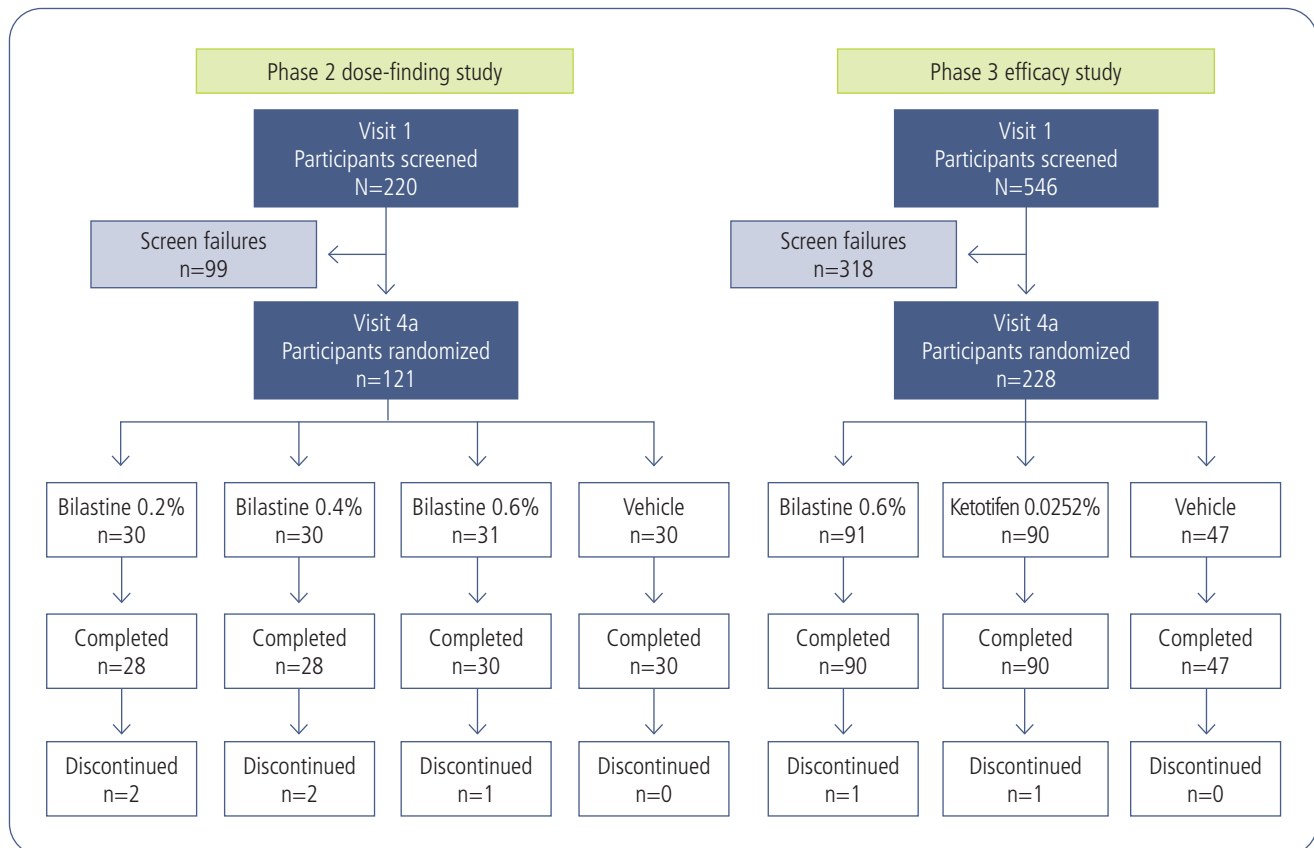 Phase 2 dose-finding study
Visit 1
Participants screened
N=220
Screen failures
n=99
Visit 4a
Participants randomized
n=121
Bilastine 0.2%
n=30
Bilastine 0.4%
n=30
Bilastine 0.6%
n=31
Vehicle
n=30
Completed
n=28
Completed
n=28
Completed
n=30
Completed
n=30
Discontinued
n=2
Discontinued
n=2
Discontinued
n=1
Discontinued
n=0
Phase 3 efficacy study
Visit 1
Participants screened
N=546
Screen failures
n=318
Visit 4a
Participants randomized
n=228
Bilastine 0.6%
n=91
Ketotifen 0.0252%
n=90
Vehicle
n=47
Completed
n=90
Completed
n=90
Completed
n=47
Discontinued
n=1
Discontinued
n=1
Discontinued
n=0